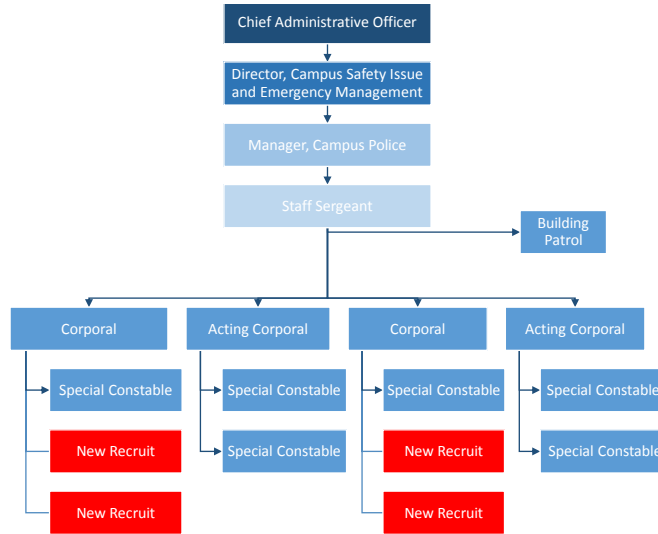 Chief Administrative Officer
Director, Campus Safety Issue
and Emergency Management
Manager, Campus Police
Staff Sergeant
Building
Patrol
Corporal
Acting Corporal
Corporal
Acting Corporal
Special Constable
Special Constable
Special Constable
Special Constable
New Recruit
Special Constable
New Recruit
Special Constable
New Recruit
New Recruit